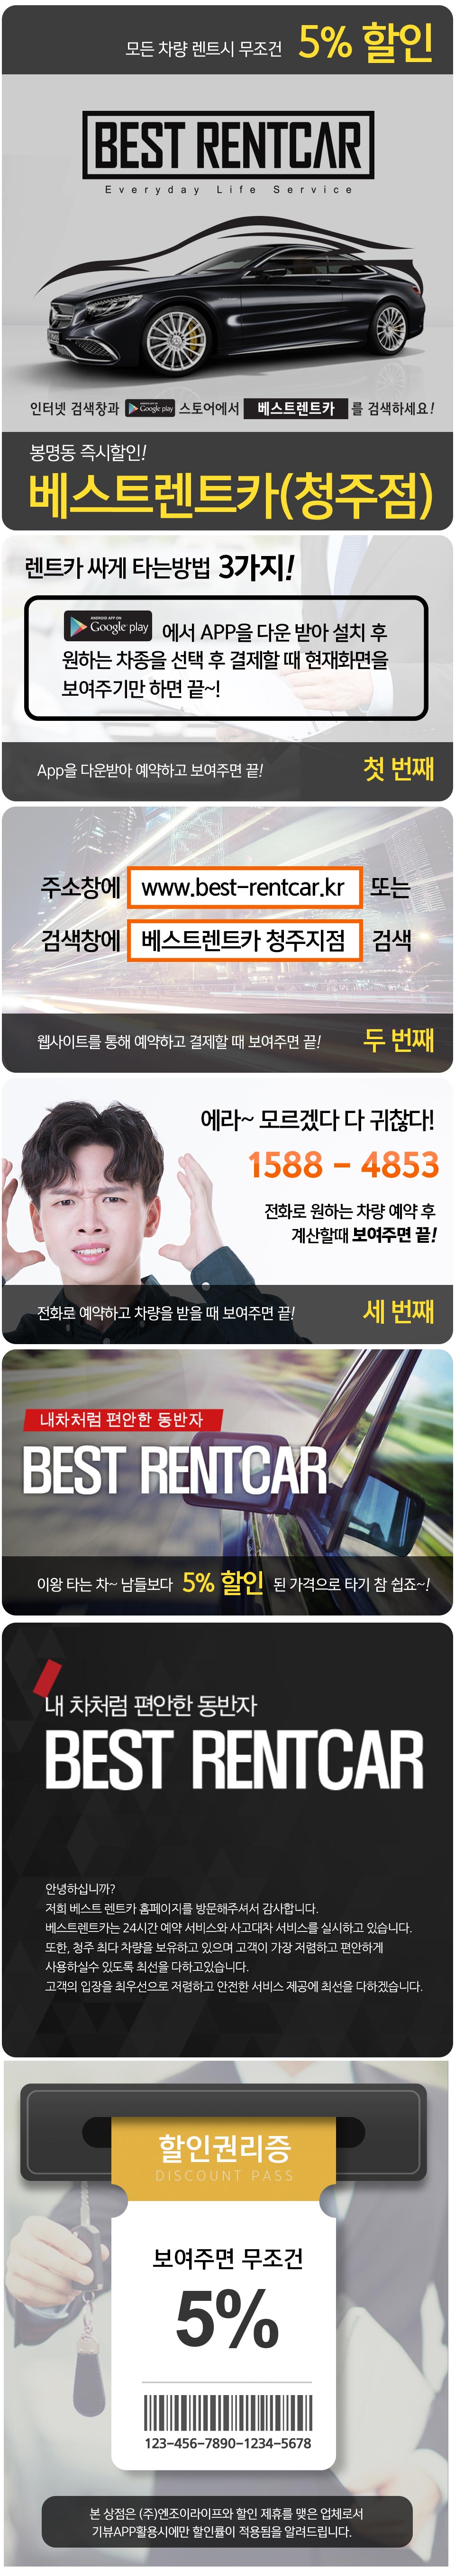 모든 차량 렌트시 무조건 5% 할인
BEST RENTCAR
Everyday Life Service
인터넷 검색창과 ANDROID APP ON Google play 스토어에서 베스트렌트카 를 검색하세요!
봉명동 즉시할인!
베스트렌트카(청주점)
렌트카 싸게 타는방법 3가지!
ANDROID APP ON Google play 에서 APP을 다운 받아 설치 후
원하는 차종을 선택 후 결제할 때 현재화면을
보여주기만 하면 끝~!
App을 다운받아 예약하고 보여주면 끝! 첫 번째
주소창에 www.best-rentcar.kr 또는
검색창에 베스트렌트카 청주지점 검색
웹사이트를 통해 예약하고 결제할 때 보여주면 끝! 두 번째
에라~ 모르겠다 다 귀찮다!
1588 - 4853
전화로 원하는 차량 예약 후
계산할때 보여주면 끝!
전화로 예약하고 차량을 받을 때 보여주면 끝! 세 번째
내차처럼 편안한 동반자
BEST RENTCAR
이왕 타는 차~ 남들보다 5% 할인 된 가격으로 타기 참 쉽죠~!
내 차처럼 편안한 동반자
BEST RENTCAR
안녕하십니까?
저희 베스트 렌트카 홈페이지를 방문해주셔서 감사합니다.
베스트렌트카는 24시간 예약 서비스와 사고대차 서비스를 실시하고 있습니다.
또한, 청주 최다 차량을 보유하고 있으며 고객이 가장 저렴하고 편안하게
사용하실수 있도록 최선을 다하고있습니다.
고객의 입장을 최우선으로 저렴하고 안전한 서비스 제공에 최선을 다하겠습니다.
할인권리증
DISCOUNT PASS
보여주면 무조건
5%
123-456-7890-1234-5678
본 상점은 (주)엔조이라이프와 할인 제휴를 맺은 업체로서
기뷰APP활용시에만 할인률이 적용됨을 알려드립니다.